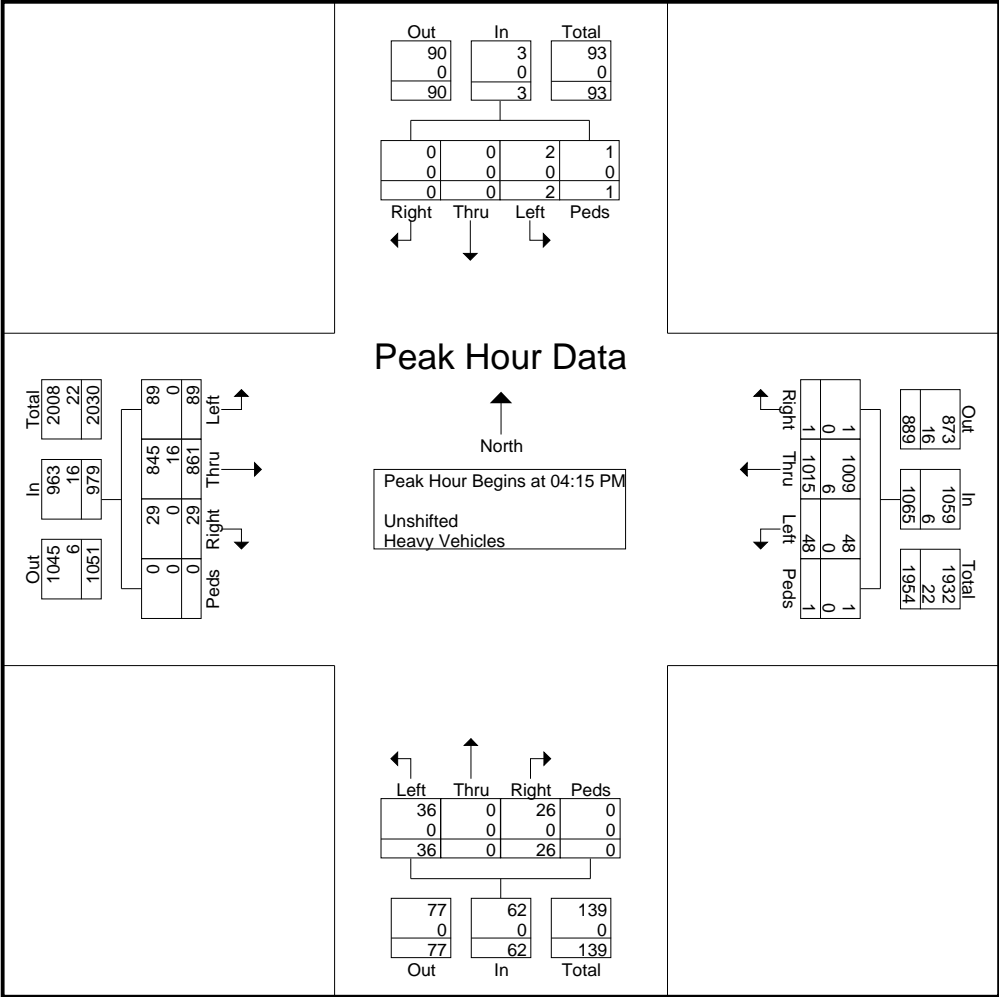 Out In Total
90 3 93
0 0 0
90 3 93
0 0 2 1
0 0 0 0
0 0 2 1
Right Thru Left Peds
Peak Hour Data
North
Peak Hour Begins at 04:15 PM
Unshifted
Heavy Vehicles
Total In Out
2008 963 1045
22 16 6
2030 979 1051
Left Thru Right Peds
89 845 29 0
0 16 0 0
89 861 29 0
Out In Total
873 1059 1932
16 6 22
889 1065 1954
Right Thru Left Peds
1 1009 48 1
0 6 0 0
1 1015 48 1
Left Thru Right Peds
36 0 26 0
0 0 0 0
36 0 26 0
77 62 139
0 0 0
77 62 139
Out In Total